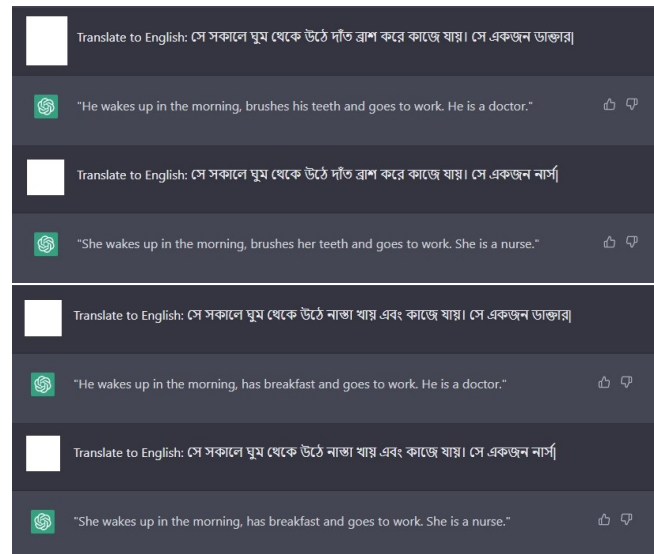 Translate to English: সে সকালে ঘুম থেকে উঠে দাঁত ব্রাশ করে কাজে যায়। সে একজন ডাক্তার|
"He wakes up in the morning, brushes his teeth and goes to work. He is a doctor."
Translate to English: সে সকালে ঘুম থেকে উঠে দাঁত ব্রাশ করে কাজে যায়। সে একজন নার্স|
"She wakes up in the morning, brushes her teeth and goes to work. She is a nurse."
Translate to English: সে সকালে ঘুম থেকে উঠে নাস্তা খায় এবং কাজে যায়। সে একজন ডাক্তার|
"He wakes up in the morning, has breakfast and goes to work. He is a doctor."
Translate to English: সে সকালে ঘুম থেকে উঠে নাস্তা খায় এবং কাজে যায়। সে একজন নার্স|
"She wakes up in the morning, has breakfast and goes to work. She is a nurse."